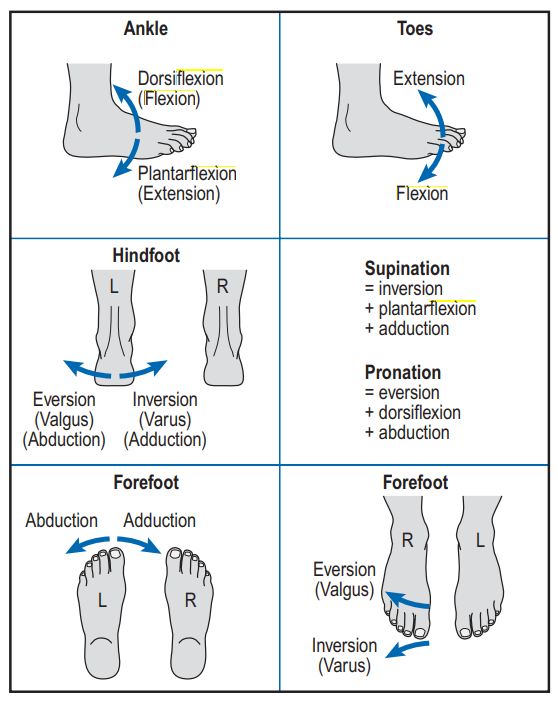 Ankle
Dorsiflexion
(Flexion)
Plantarflexion
(Extension)
Toes
Extension
Flexion
Hindfoot
L
R
Eversion
(Valgus)
(Abduction)
Inversion
(Varus)
(Adduction)
Supination
= inversion
+ plantarflexion
+ adduction
Pronation
= eversion
+ dorsiflexion
+ abduction
Forefoot
Abduction
Adduction
L
R
Forefoot
R
L
Eversion
(Valgus)
Inversion
(Varus)